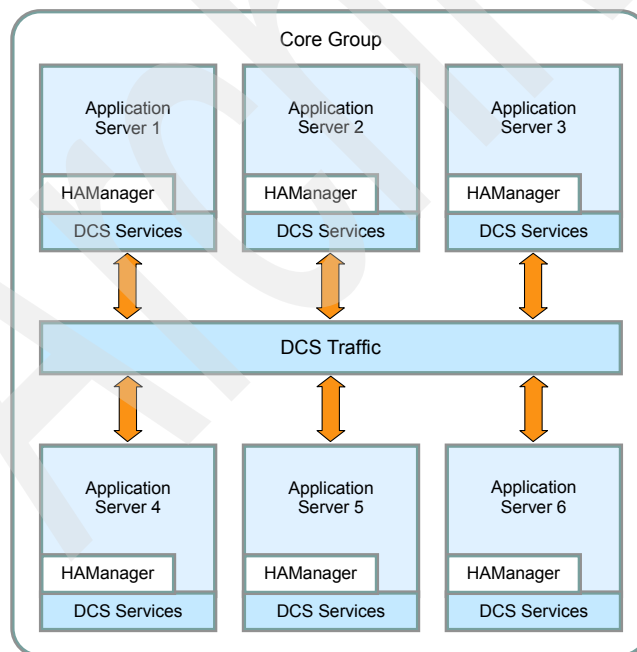 Core Group
Application
Server 1
HAManager
DCS Services
Application
Server 2
HAManager
DCS Services
Application
Server 3
HAManager
DCS Services
DCS Traffic
Application
Server 4
HAManager
DCS Services
Application
Server 5
HAManager
DCS Services
Application
Server 6
HAManager
DCS Services